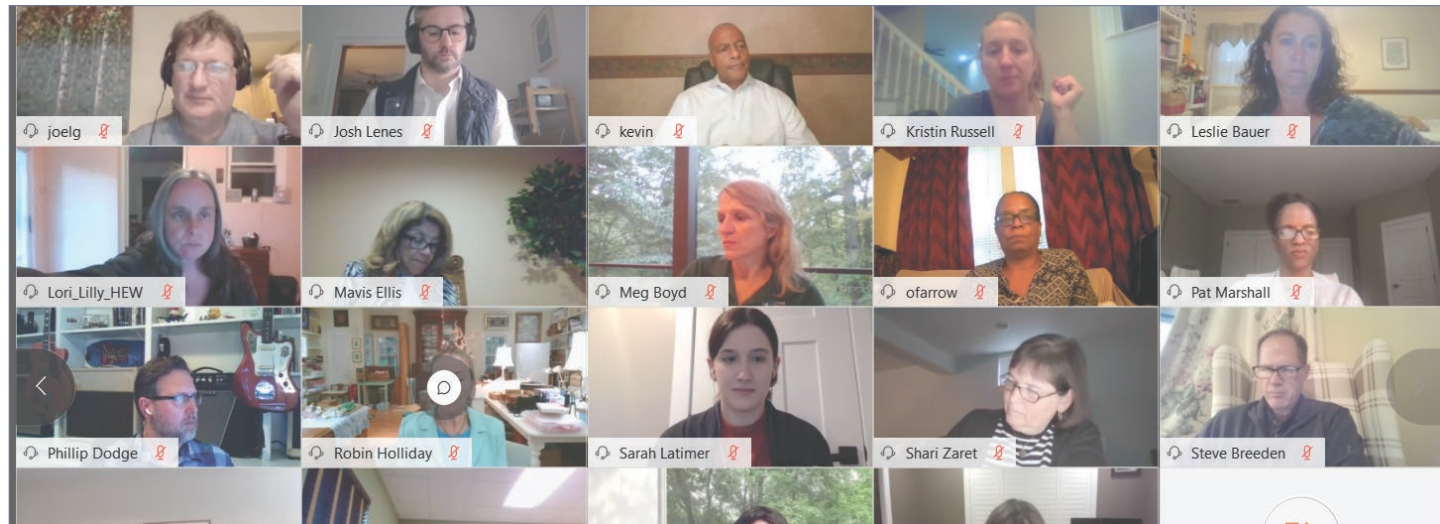 joelg
Josh Lenes
kevin
Kristin Russell
Leslie Bauer
Lori_Lilly_HEW
Mavis Ellis
Meg Boyd
ofarrow
Pat Marshall
Phillip Dodge
Robin Holliday
Sarah Latimer
Shari Zaret
Steve Breeden